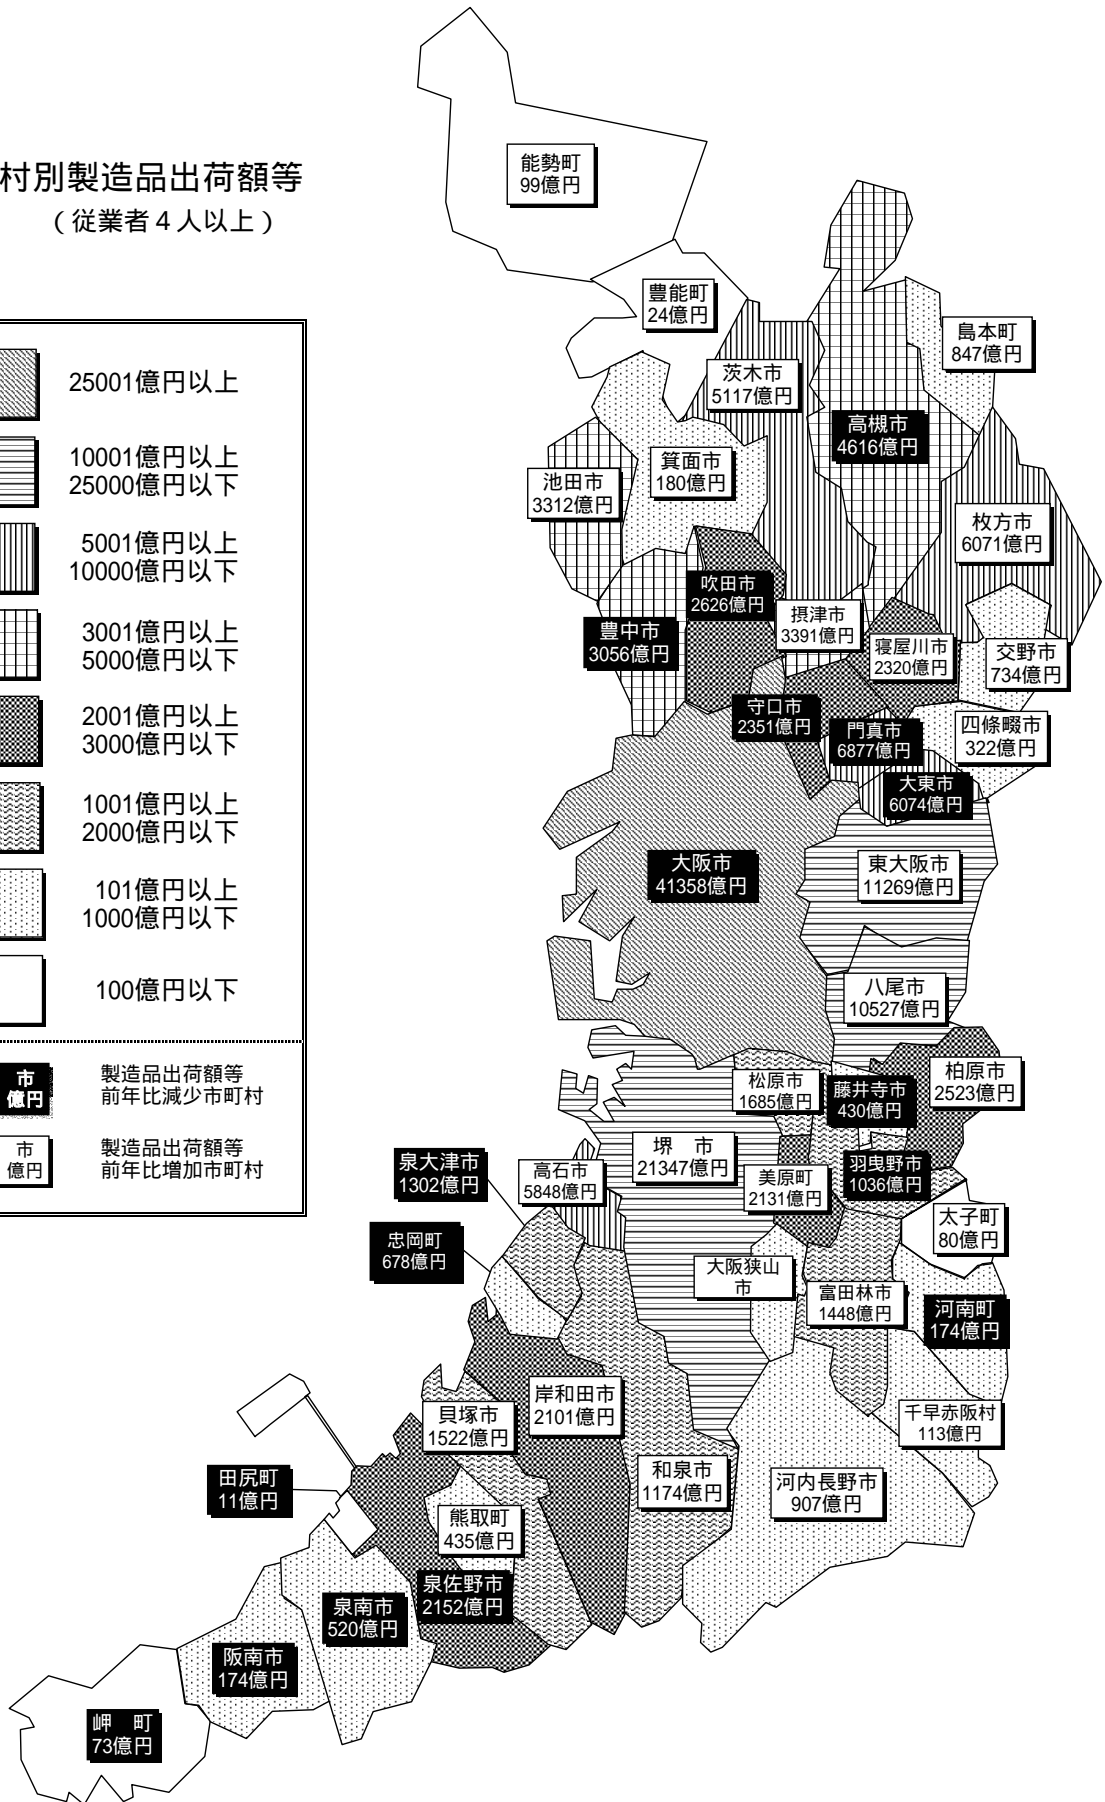 村別製造品出荷額等
（従業者４人以上）
25001億円以上
10001億円以上
25000億円以下
5001億円以上
10000億円以下
3001億円以上
5000億円以下
2001億円以上
3000億円以下
1001億円以上
2000億円以下
101億円以上
1000億円以下
100億円以下
市
億円
製造品出荷額等
前年比減少市町村
市
億円
製造品出荷額等
前年比増加市町村
能勢町
99億円
豊能町
24億円
島本町
847億円
茨木市
5117億円
高槻市
4616億円
箕面市
180億円
池田市
3312億円
枚方市
6071億円
吹田市
2626億円
摂津市
3391億円
豊中市
3056億円
寝屋川市
2320億円
交野市
734億円
守口市
2351億円
門真市
6877億円
四條畷市
322億円
大東市
6074億円
大阪市
41358億円
東大阪市
11269億円
八尾市
10527億円
柏原市
2523億円
松原市
1685億円
藤井寺市
430億円
堺　市
21347億円
泉大津市
1302億円
高石市
5848億円
美原町
2131億円
羽曳野市
1036億円
太子町
80億円
忠岡町
678億円
大阪狭山
市
富田林市
1448億円
河南町
174億円
岸和田市
2101億円
貝塚市
1522億円
千早赤阪村
113億円
和泉市
1174億円
河内長野市
907億円
田尻町
11億円
熊取町
435億円
泉佐野市
2152億円
泉南市
520億円
阪南市
174億円
岬　町
73億円